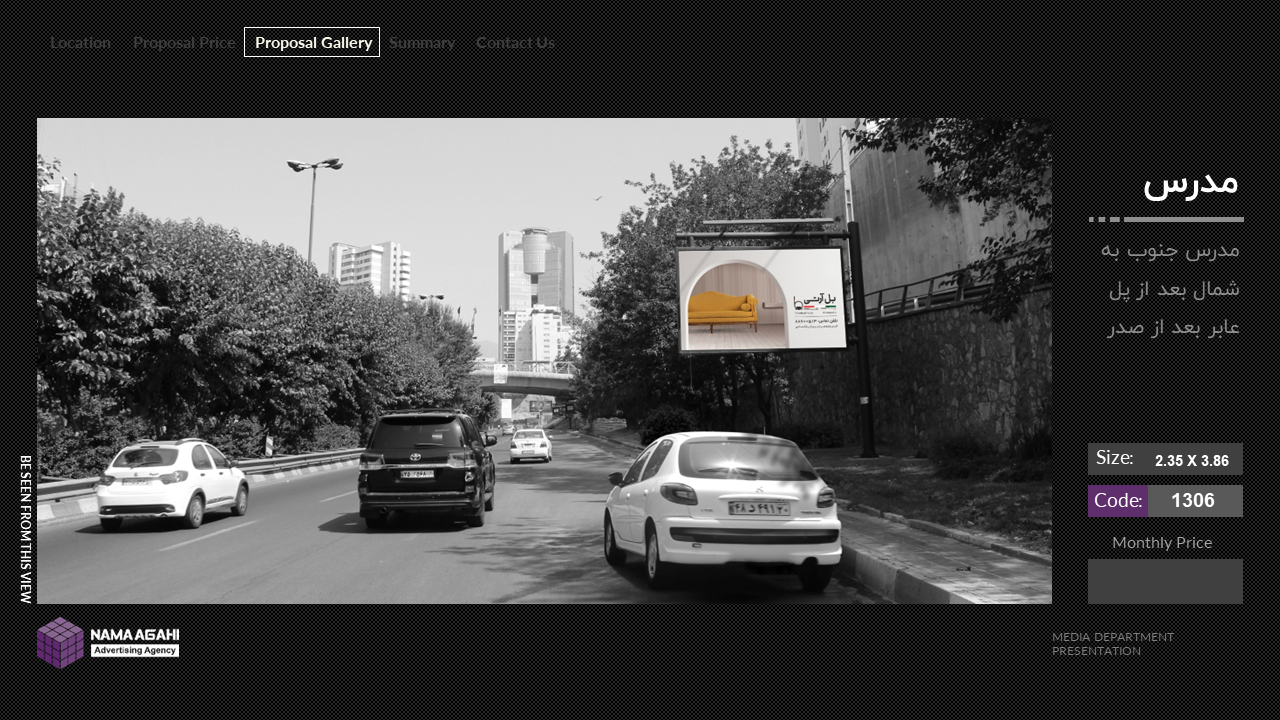 Location
Proposal Price
Proposal Gallery
Summary
Contact Us
مدرس
مدرس جنوب به
شمال بعد از پل
عابر بعد از صدر
پل آرتی
Size: 2.35 X 3.86
Code: 1306
Monthly Price
BE SEEN FROM THIS VIEW
NAMA AGAHI
Advertising Agency
MEDIA DEPARTMENT
PRESENTATION